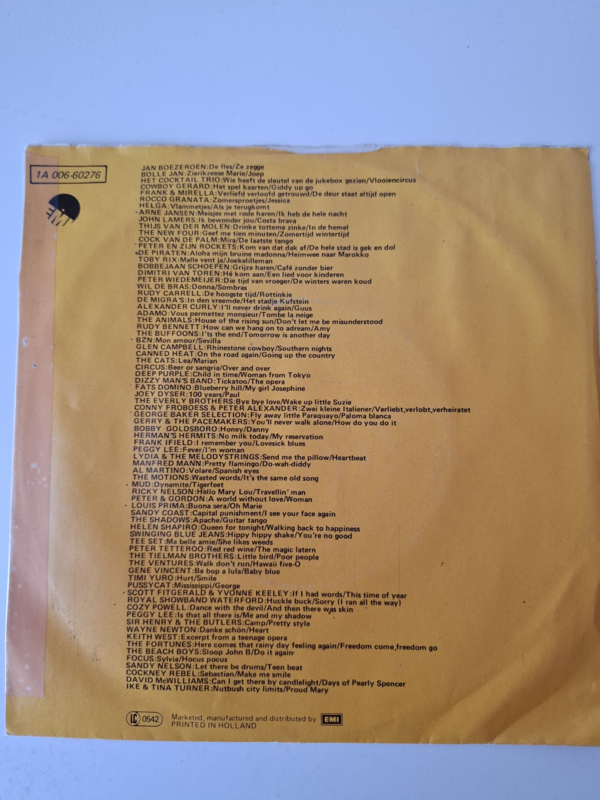 1A 006-60276
JAN BOEZEROEN:De fles/Ze zegge
BOLLE JAN:Zierikzeese Marie/Joep
HET COCKTAIL TRIO:Wie heeft de sleutel van de jukebox gezien/Vlooiencircus
COWBOY GERARD:Het spel kaarten/Giddy up go
FRANK & MIRELLA:Verliefd verloofd getrouwd/De deur staat altijd open
ROCCO GRANATA:Zomersproetjes/Jessica
HELGA:Vlammetjes/Als je terugkomt
ARNE JANSEN:Meisjes met rode haren/Ik heb de hele nacht
JOHN LAMERS:Ik bewonder jou/Costa brava
THIJS VAN DER MOLEN:Drinke totteme zinke/In de hemel
THE NEW FOUR:Geef me tien minuten/Zomertijd wintertijd
COCK VAN DE PALM:Mira/De laatste tango
PETER EN ZIJN ROCKETS:Kom van dat dak af/De hele stad is gek en dol
DE PIRATEN:Aloha mijn bruine madonna/Heimwee naar Marokko
TOBY RIX:Malle vent ja/Joekelilleman
BOBBEJAAN SCHOEPEN:Grijze haren/Café zonder bier
DIMITRI VAN TOREN:Hé kom aan/Een lied voor kinderen
PETER WIEDEMEIJER:Die tijd van vroeger/De winters waren koud
WIL DE BRAS:Donna/Sombras
RUDY CARRELL:De hoogste tijd/Rottinkie
DE MIGRA'S:In den vreemde/Het stadje Kufstein
ALEXANDER CURLY:I'll never drink again/Guus
ADAMO:Vous permettez monsieur/Tombe la neige
THE ANIMALS:House of the rising sun/Don't let me be misunderstood
RUDY BENNETT:How can we hang on to adream/Amy
THE BUFFOONS:I'ts the end/Tomorrow is another day
BZN:Mon amour/Sevilla
GLEN CAMPBELL:Rhinestone cowboy/Southern nights
CANNED HEAT:On the road again/Going up the country
THE CATS:Lea/Marian
CIRCUS:Beer or sangria/Over and over
DEEP PURPLE:Child in time/Woman from Tokyo
DIZZY MAN'S BAND:Tickatoo/The opera
FATS DOMINO:Blueberry hill/My girl Josephine
JOEY DYSER:100 years/Paul
THE EVERLY BROTHERS:Bye bye love/Wake up little Suzie
CONNY FROBOESS & PETER ALEXANDER:Zwei kleine Italiener/Verliebt,verlobt,verheiratet
GEORGE BAKER SELECTION:Fly away little Paraquayo/Paloma blanca
GERRY & THE PACEMAKERS:You'll never walk alone/How do you do it
BOBBY GOLDSBORO:Honey/Danny
HERMAN'S HERMITS:No milk today/My reservation
FRANK IFIELD:I remember you/Lovesick blues
PEGGY LEE:Fever/I'm woman
LYDIA & THE MELODYSTRINGS:Send me the pillow/Heartbeat
MANFRED MANN:Pretty flamingo/Do-wah-diddy
AL MARTINO:Volare/Spanish eyes
THE MOTIONS:Wasted words/It's the same old song
MUD:Dynamite/Tigerfeet
RICKY NELSON:Hello Mary Lou/Travellin' man
PETER & GORDON:A world without love/Woman
LOUIS PRIMA:Buona sera/Oh Marie
SANDY COAST:Capital punishment/I see your face again
THE SHADOWS:Apache/Guitar tango
HELEN SHAPIRO:Queen for tonight/Walking back to happiness
SWINGING BLUE JEANS:Hippy hippy shake/You're no good
TEE SET:Ma belle amie/She likes weeds
PETER TETTEROO:Red red wine/The magic latern
THE TIELMAN BROTHERS:Little bird/Poor people
THE VENTURES:Walk don't run/Hawaii five-O
GENE VINCENT:Be bop a lula/Baby blue
TIMI YURO:Hurt/Smile
PUSSYCAT:Mississippi/George
SCOTT FITGERALD & YVONNE KEELEY:If I had words/This time of year
ROYAL SHOWBAND WATERFORD:Huckle buck/Sorry (I ran all the way)
COZY POWELL:Dance with the devil/And then there was skin
PEGGY LEE:Is that all there is/Me and my shadow
SIR HENRY & THE BUTLERS:Camp/Pretty style
WAYNE NEWTON:Danke schön/Heart
KEITH WEST:Excerpt from a teenage opera
THE FORTUNES:Here comes that rainy day feeling again/Freedom come,freedom go
THE BEACH BOYS:Sloop John B/Do it again
FOCUS:Sylvia/Hocus pocus
SANDY NELSON:Let there be drums/Teen beat
COCKNEY REBEL:Sebastian/Make me smile
DAVID McWILLIAMS:Can I get there by candlelight/Days of Pearly Spencer
IKE & TINA TURNER:Nutbush city limits/Proud Mary
LC 0542 Marketed, manufactured and distributed by EMI
PRINTED IN HOLLAND